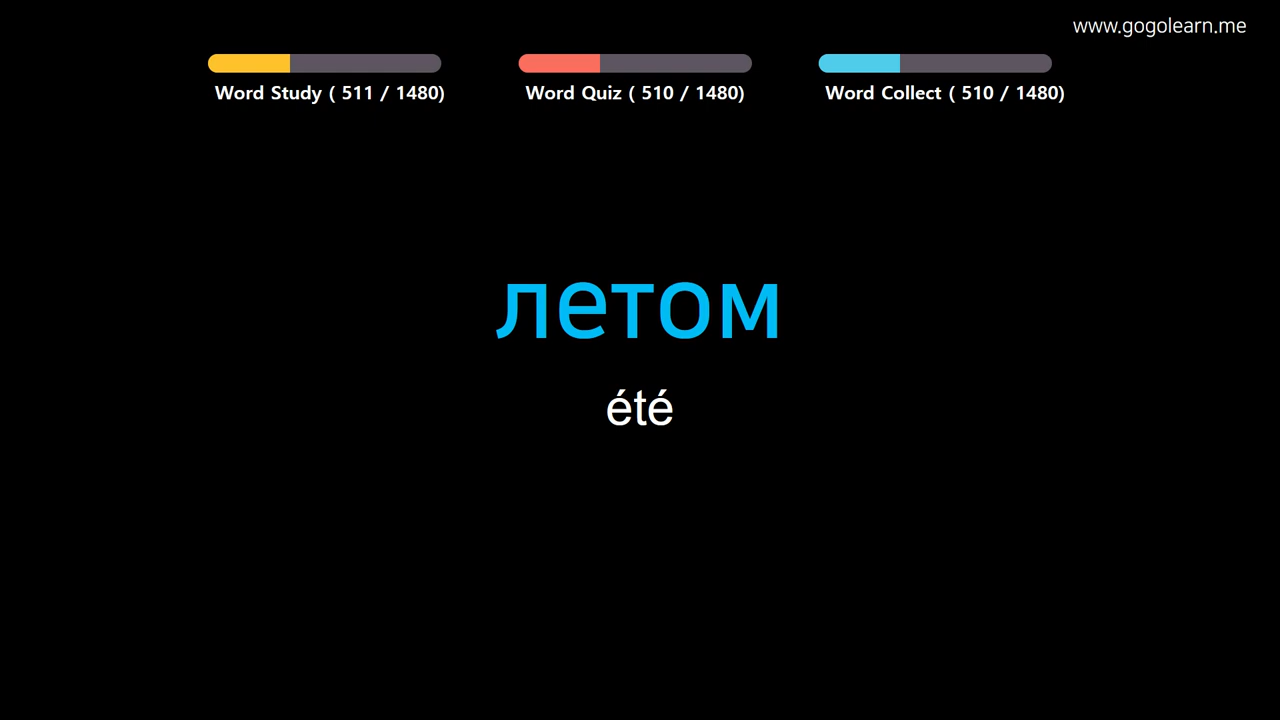 www.gogolearn.me
Word Study ( 511 / 1480)
Word Quiz ( 510 / 1480)
Word Collect ( 510 / 1480)
летом
été